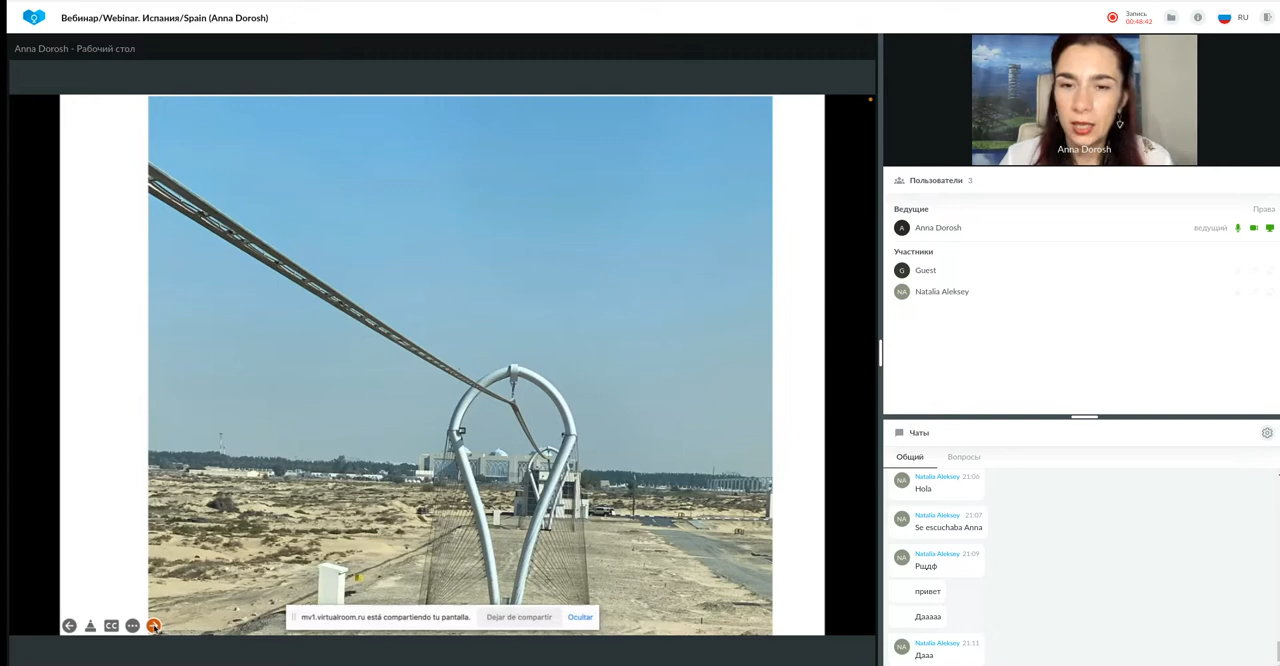 Вебинар/Webinar. Испания/Spain (Anna Dorosh)
Запись
00:48:42
RU
Anna Dorosh - Рабочий стол
Anna Dorosh
Пользователи 3
Ведущие Права
A Anna Dorosh ведущий
Участники
G Guest
NA Natalia Aleksey
Чаты
Общий Вопросы
NA Natalia Aleksey 21:06
Hola
NA Natalia Aleksey 21:07
Se escuchaba Anna
NA Natalia Aleksey 21:09
Рщдф
привет
Дааааа
NA Natalia Aleksey 21:11
Дааа
CC
mv1.virtualroom.ru está compartiendo tu pantalla. Dejar de compartir Ocultar